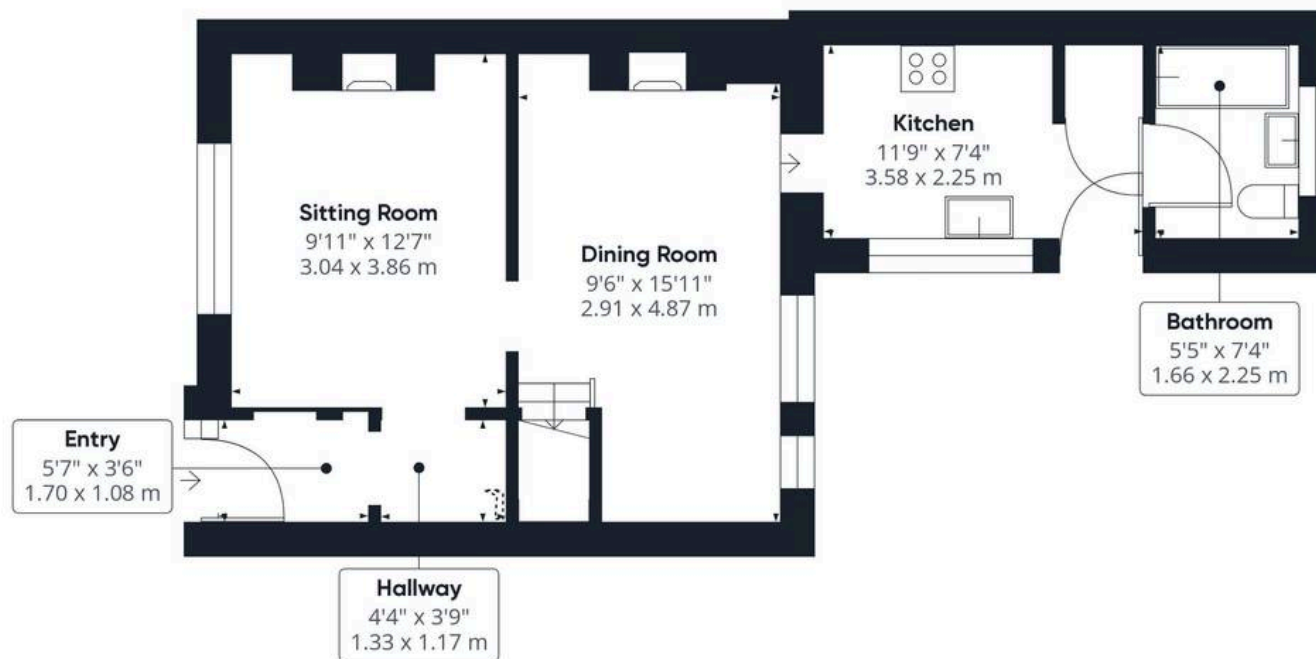 Sitting Room
9'11" x 12'7"
3.04 x 3.86 m
Dining Room
9'6" x 15'11"
2.91 x 4.87 m
Kitchen
11'9" x 7'4"
3.58 x 2.25 m
Bathroom
5'5" x 7'4"
1.66 x 2.25 m
Entry
5'7" x 3'6"
1.70 x 1.08 m
Hallway
4'4" x 3'9"
1.33 x 1.17 m